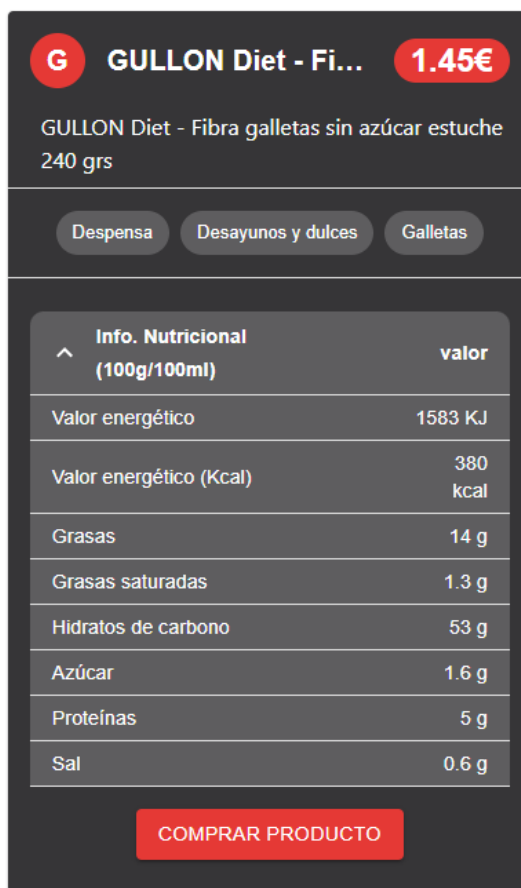 G GULLON Diet - Fi... 1.45€
GULLON Diet - Fibra galletas sin azúcar estuche
240 grs
Despensa Desayunos y dulces Galletas
Info. Nutricional
(100g/100ml) valor
Valor energético 1583 KJ
Valor energético (Kcal) 380
kcal
Grasas 14 g
Grasas saturadas 1.3 g
Hidratos de carbono 53 g
Azúcar 1.6 g
Proteínas 5 g
Sal 0.6 g
COMPRAR PRODUCTO